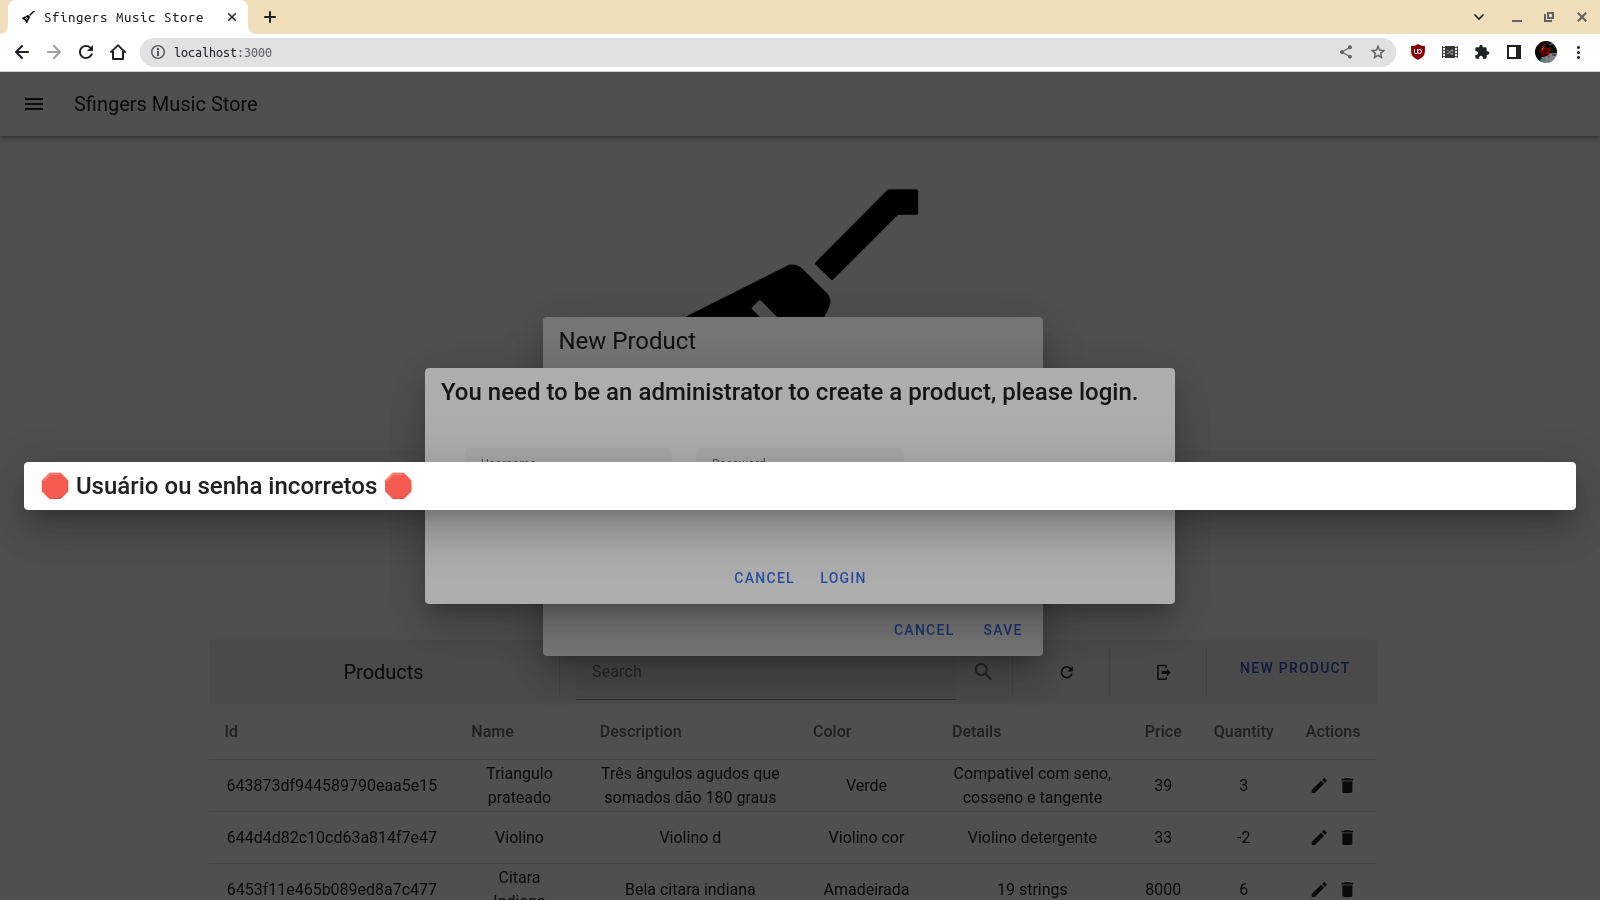 Sfingers Music Store
localhost:3000
Sfingers Music Store
New Product
You need to be an administrator to create a product, please login.
Username Password
🛑 Usuário ou senha incorretos 🛑
CANCEL LOGIN
CANCEL SAVE
Products Search NEW PRODUCT
Id Name Description Color Details Price Quantity Actions
Triangulo Três ângulos agudos que Compativel com seno,
643873df944589790eaa5e15 Verde 39 3
prateado somados dão 180 graus cosseno e tangente
644d4d82c10cd63a814f7e47 Violino Violino d Violino cor Violino detergente 33 -2
Citara
6453f11e465b089ed8a7c477 Bela citara indiana Amadeirada 19 strings 8000 6